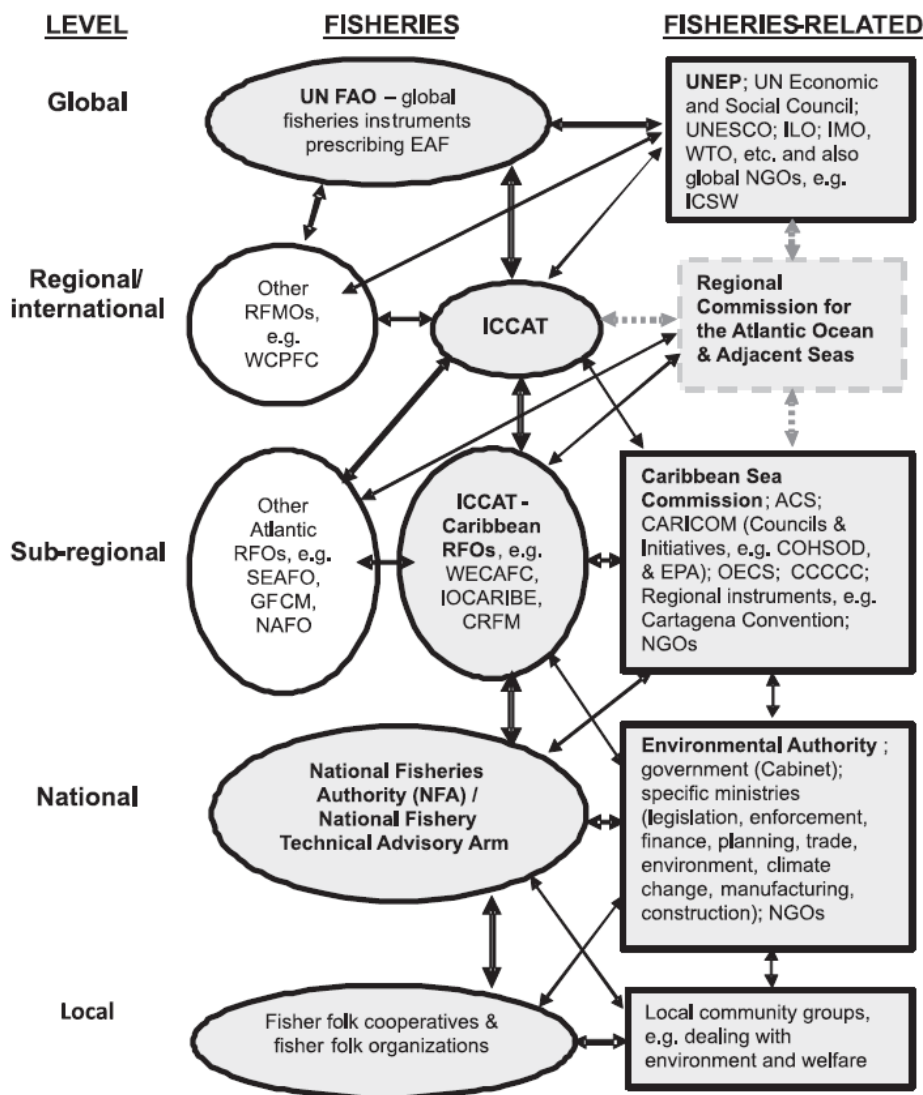 LEVEL
FISHERIES
FISHERIES-RELATED
Global
UN FAO – global
fisheries instruments
prescribing EAF
UNEP; UN Economic
and Social Council;
UNESCO; ILO; IMO,
WTO, etc. and also
global NGOs, e.g.
ICSW
Regional/
international
Other
RFMOs,
e.g.
WCPFC
ICCAT
Regional
Commission for
the Atlantic Ocean
& Adjacent Seas
Sub-regional
Other
Atlantic
RFOs, e.g.
SEAFO,
GFCM,
NAFO
ICCAT -
Caribbean
RFOs, e.g.
WECAFC,
IOCARIBE,
CRFM
Caribbean Sea
Commission; ACS;
CARICOM (Councils &
Initiatives, e.g. COHSOD,
& EPA); OECS; CCCCC;
Regional instruments, e.g.
Cartagena Convention;
NGOs
National
National Fisheries
Authority (NFA) /
National Fishery
Technical Advisory Arm
Environmental Authority ;
government (Cabinet);
specific ministries
(legislation, enforcement,
finance, planning, trade,
environment, climate
change, manufacturing,
construction); NGOs
Local
Fisher folk cooperatives &
fisher folk organizations
Local community groups,
e.g. dealing with
environment and welfare